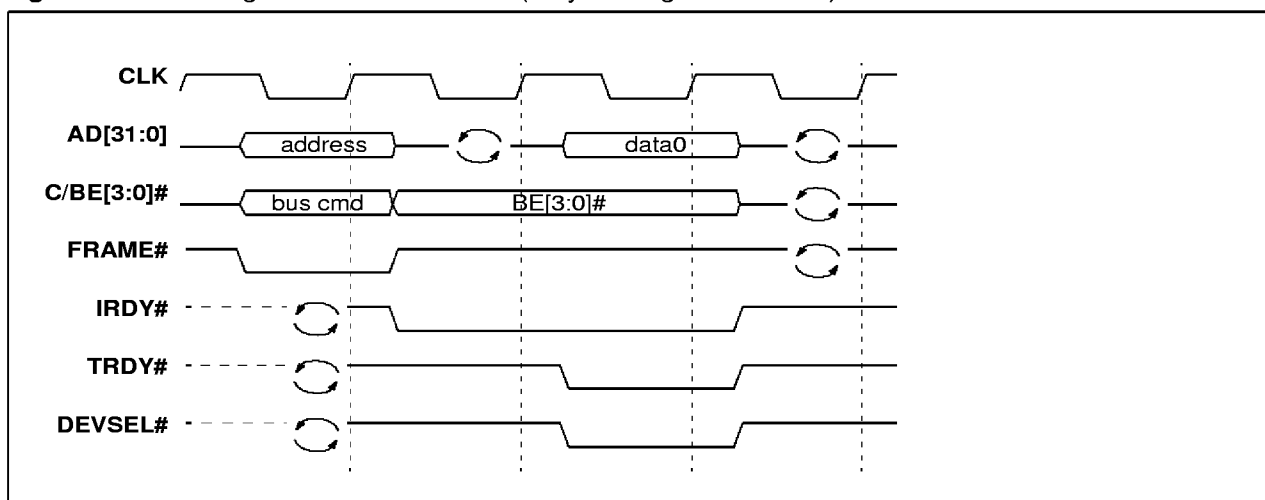 CLK
AD[31:0]
address
data0
C/BE[3:0]#
bus cmd
BE[3:0]#
FRAME#
IRDY#
TRDY#
DEVSEL#